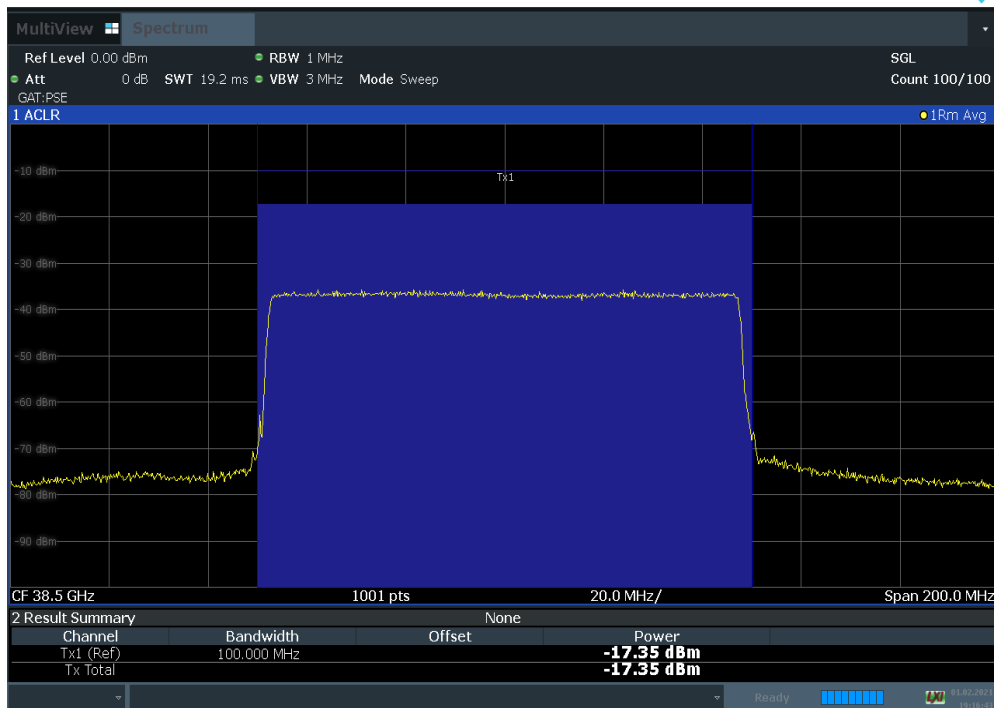 MultiView Spectrum
Ref Level 0.00 dBm RBW 1 MHz SGL
Att 0 dB SWT 19.2 ms VBW 3 MHz Mode Sweep Count 100/100
GAT:PSE
1 ACLR 1Rm Avg
-10 dBm
Tx1
-20 dBm
-30 dBm
-40 dBm
-50 dBm
-60 dBm
-70 dBm
-80 dBm
-90 dBm
CF 38.5 GHz 1001 pts 20.0 MHz/ Span 200.0 MHz
2 Result Summary None
Channel Bandwidth Offset Power
Tx1 (Ref) 100.000 MHz -17.35 dBm
Tx Total -17.35 dBm
Ready 01.02.2021